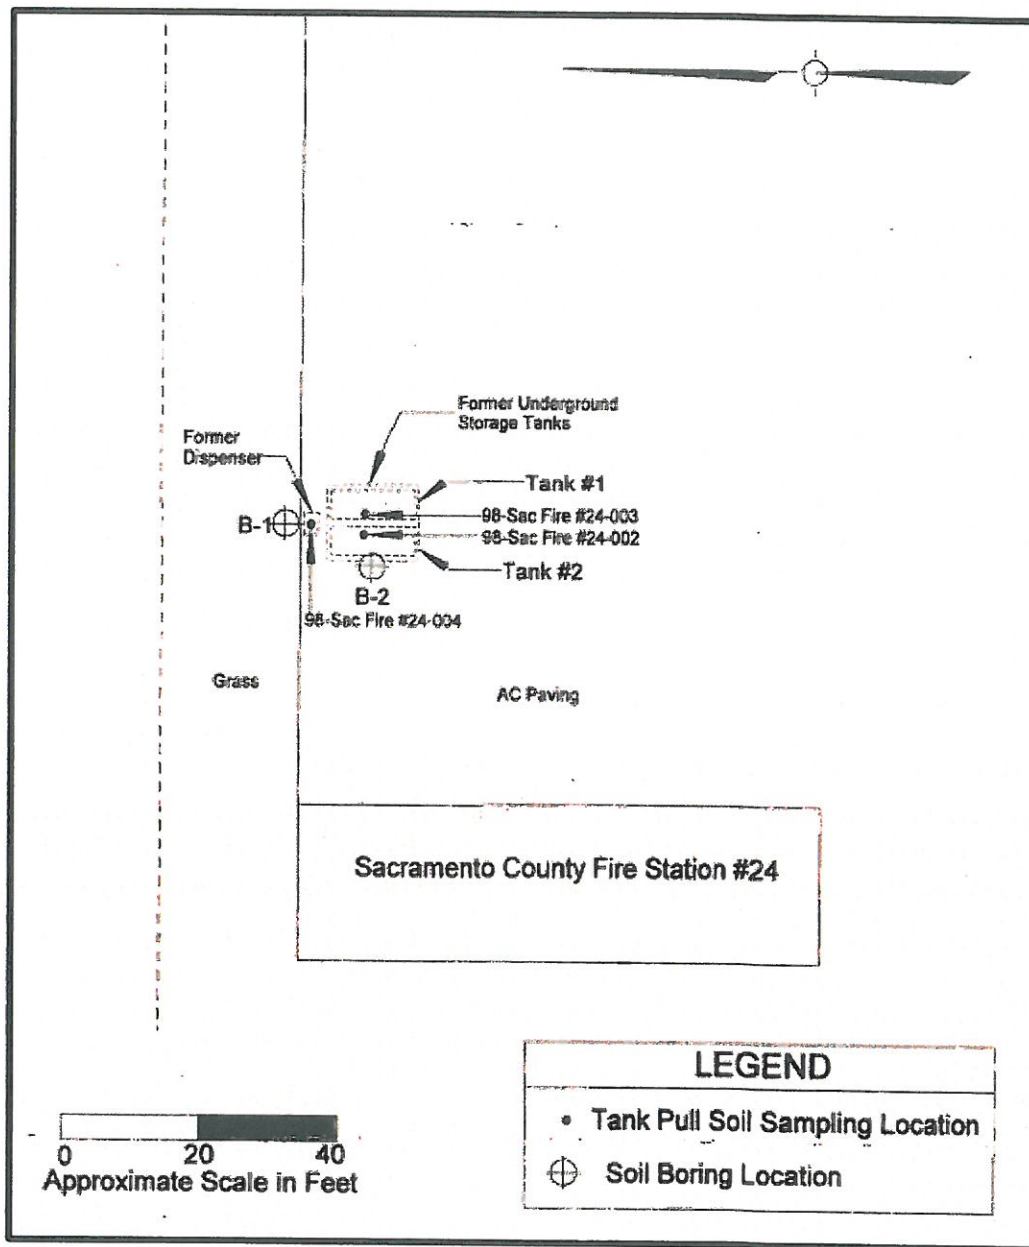 Former Underground
Storage Tanks
Former
Dispenser
Tank #1
98-Sac Fire #24-003
B-1
98-Sac Fire #24-002
Tank #2
B-2
98-Sac Fire #24-004
Grass
AC Paving
Sacramento County Fire Station #24
LEGEND
Tank Pull Soil Sampling Location
Soil Boring Location
0 20 40
Approximate Scale in Feet